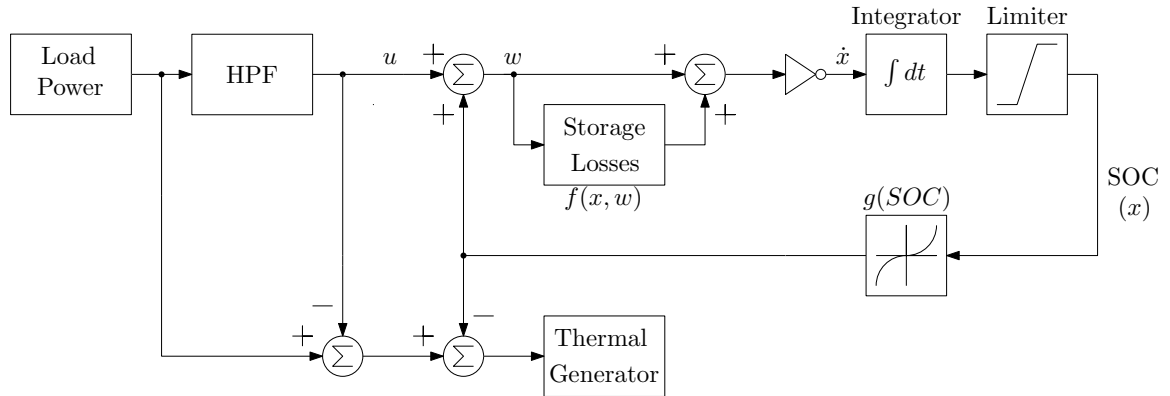 Integrator
Limiter
Load
Power
HPF
u
+
+
Σ
w
+
+
Σ
ẋ
∫ dt
Storage
Losses
f(x, w)
SOC
(x)
g(SOC)
−
+
Σ
−
+
Σ
Thermal
Generator